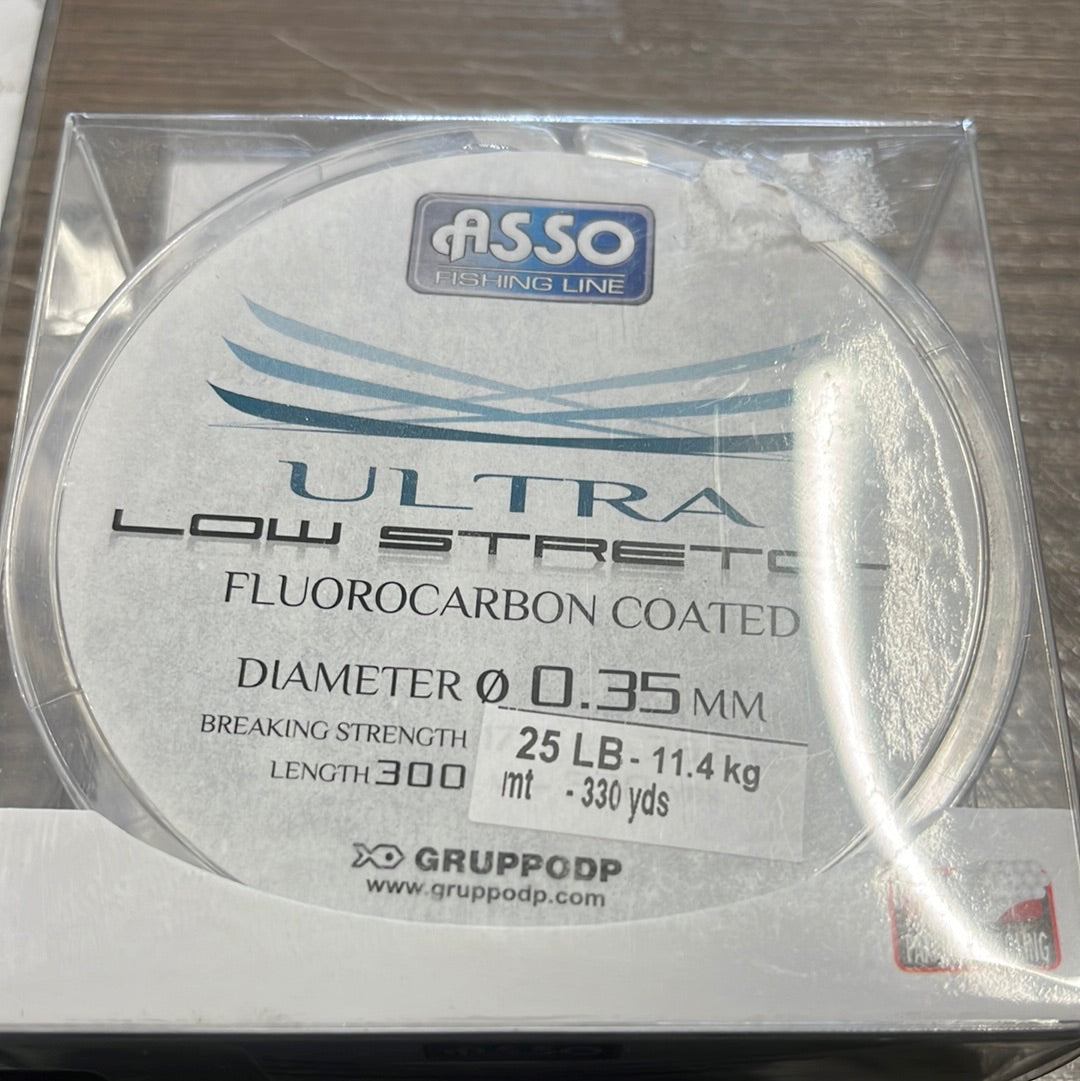 ASSO
FISHING LINE
ULTRA
LOW STRETCH
FLUOROCARBON COATED
DIAMETER Ø 0.35 MM
BREAKING STRENGTH 25 LB - 11.4 kg
LENGTH 300 mt - 330 yds
GRUPPODP
www.gruppodp.com